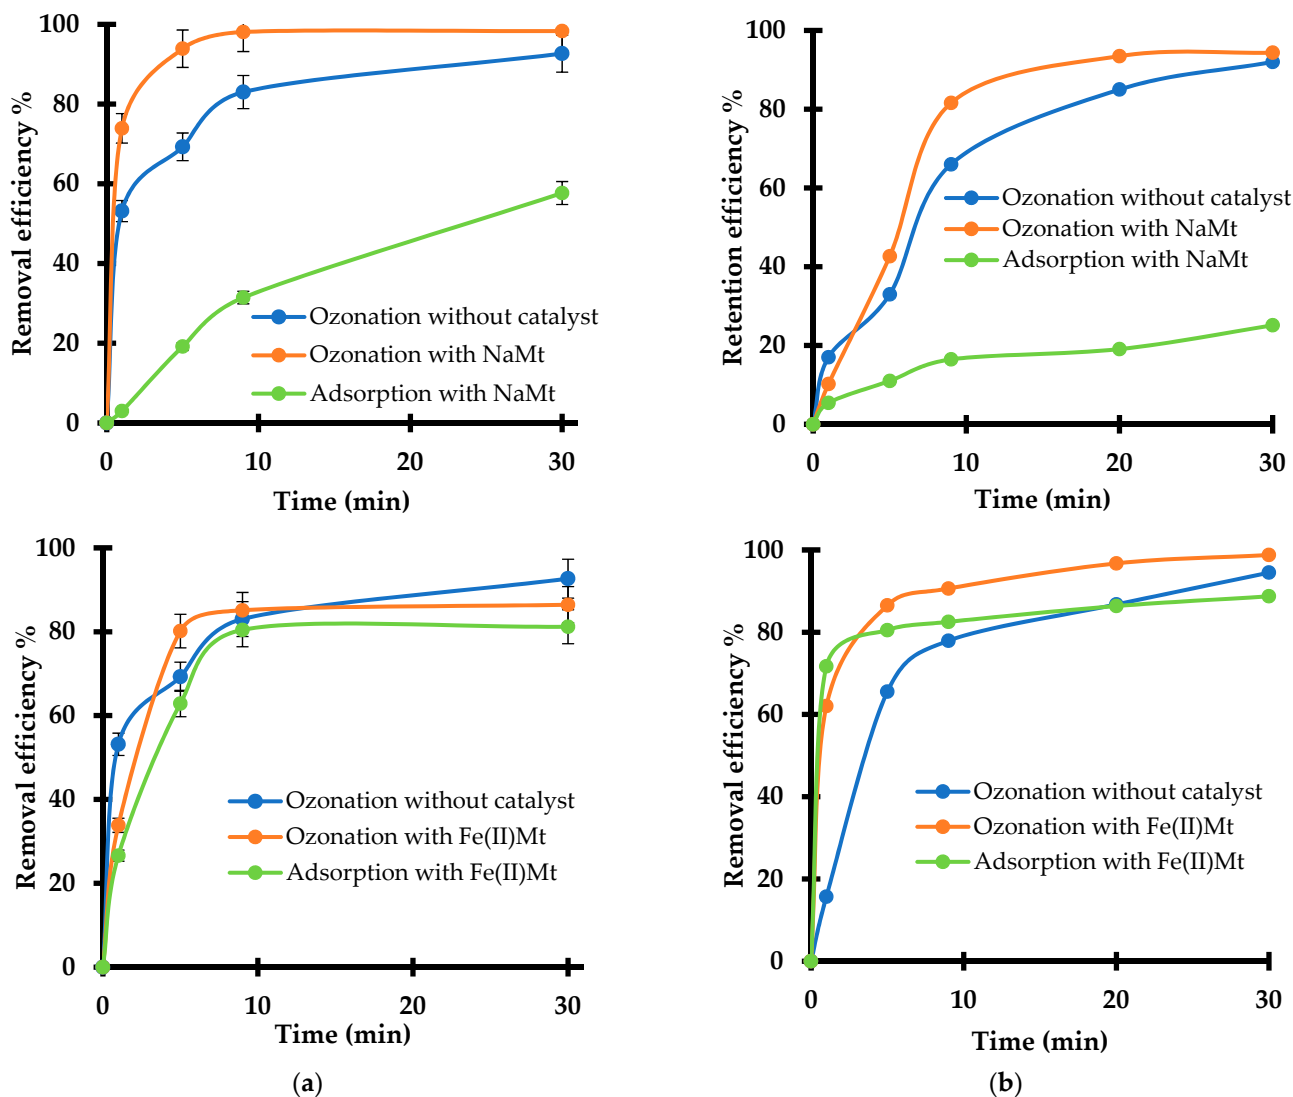 Removal efficiency %
100
80
60
40
20
0
0
10
20
30
Time (min)
Ozonation without catalyst
Ozonation with NaMt
Adsorption with NaMt
Retention efficiency %
100
80
60
40
20
0
0
10
20
30
Time (min)
Ozonation without catalyst
Ozonation with NaMt
Adsorption with NaMt
Removal efficiency %
100
80
60
40
20
0
0
10
20
30
Time (min)
Ozonation without catalyst
Ozonation with Fe(II)Mt
Adsorption with Fe(II)Mt
(a)
Removal efficiency %
100
80
60
40
20
0
0
10
20
30
Time (min)
Ozonation without catalyst
Ozonation with Fe(II)Mt
Adsorption with Fe(II)Mt
(b)